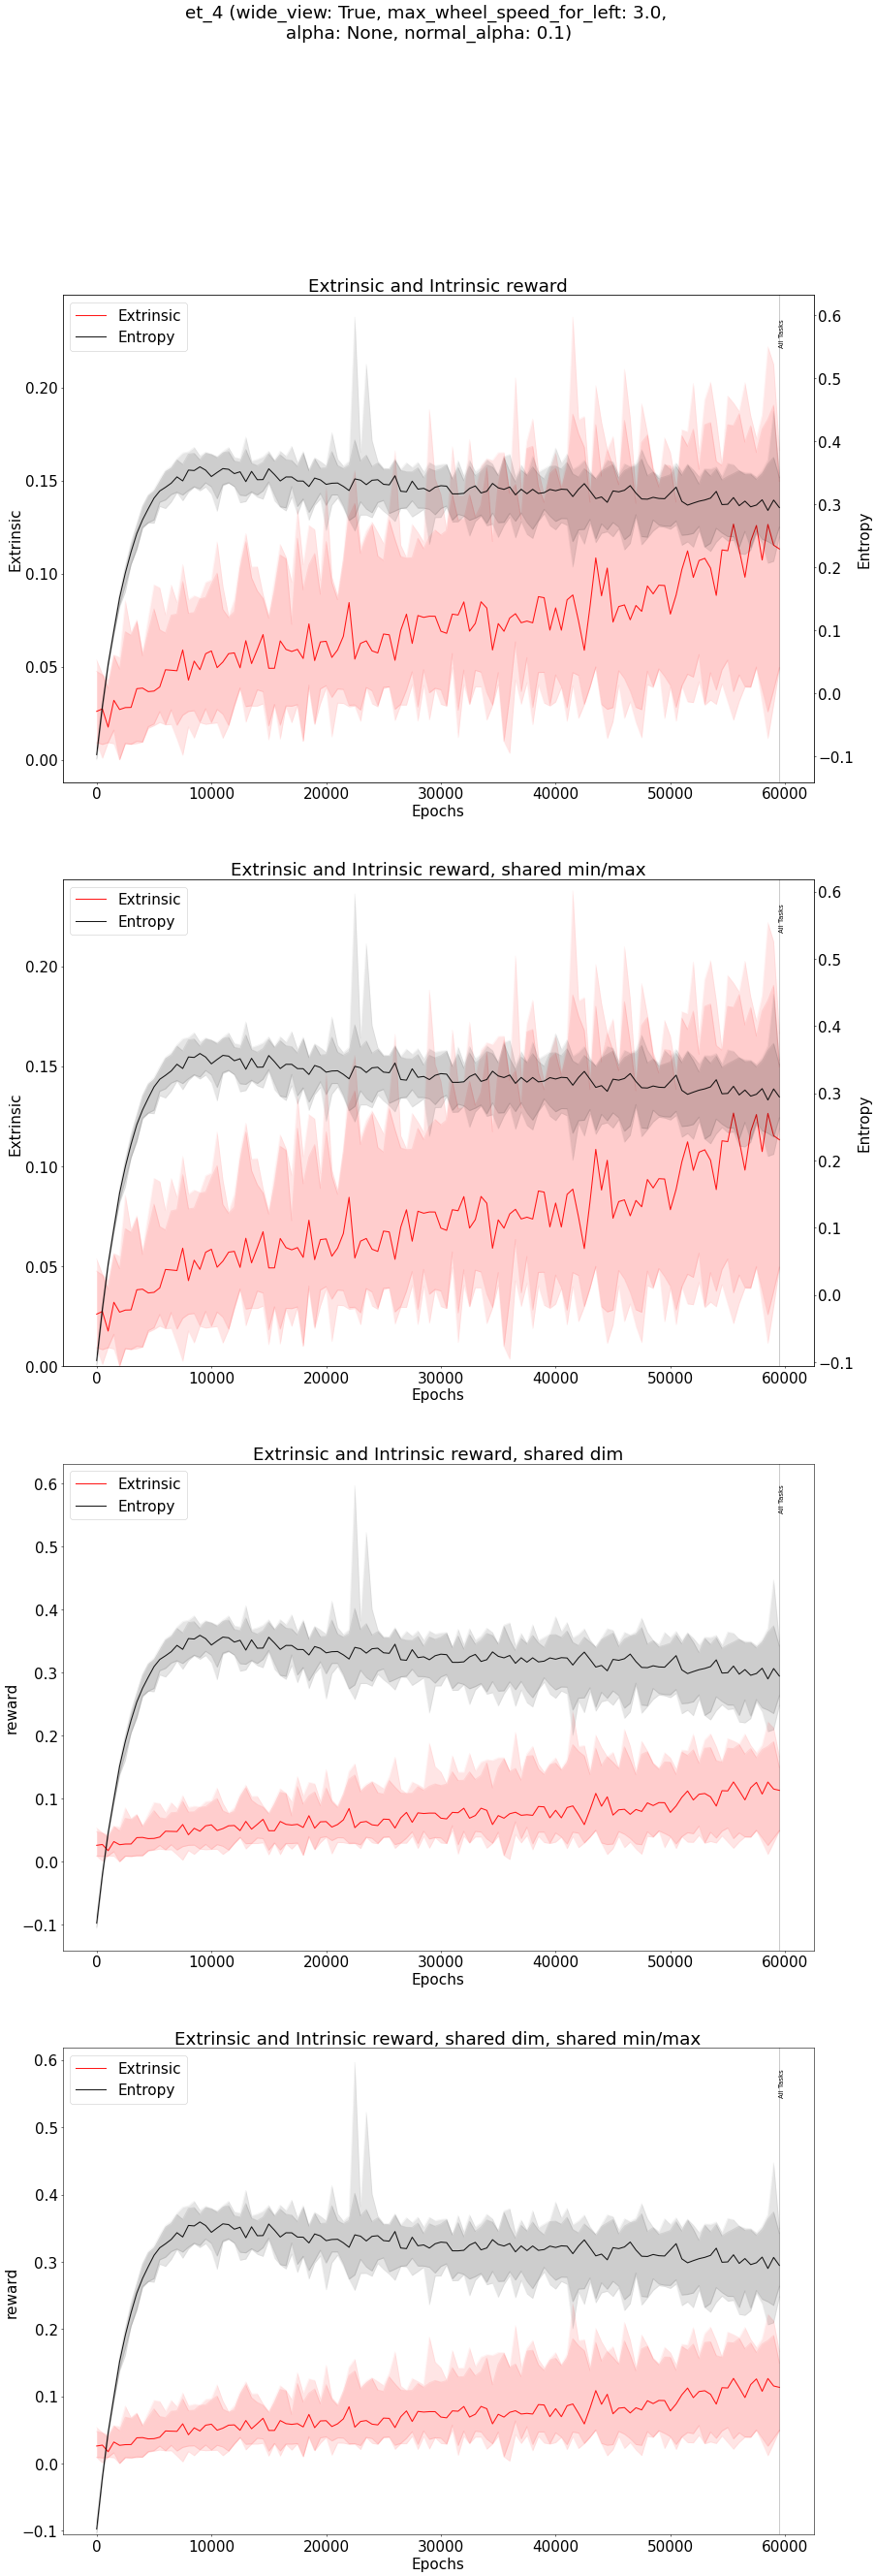 et_4 (wide_view: True, max_wheel_speed_for_left: 3.0,
alpha: None, normal_alpha: 0.1)
Extrinsic and Intrinsic reward
Extrinsic
Entropy
All Tasks
0.20
0.15
0.10
0.05
0.00
Extrinsic
0.6
0.5
0.4
0.3
0.2
0.1
0.0
−0.1
Entropy
0 10000 20000 30000 40000 50000 60000
Epochs
Extrinsic and Intrinsic reward, shared min/max
Extrinsic
Entropy
All Tasks
0.20
0.15
0.10
0.05
0.00
Extrinsic
0.6
0.5
0.4
0.3
0.2
0.1
0.0
−0.1
Entropy
0 10000 20000 30000 40000 50000 60000
Epochs
Extrinsic and Intrinsic reward, shared dim
Extrinsic
Entropy
All Tasks
0.6
0.5
0.4
0.3
0.2
0.1
0.0
−0.1
reward
0 10000 20000 30000 40000 50000 60000
Epochs
Extrinsic and Intrinsic reward, shared dim, shared min/max
Extrinsic
Entropy
All Tasks
0.6
0.5
0.4
0.3
0.2
0.1
0.0
−0.1
reward
0 10000 20000 30000 40000 50000 60000
Epochs